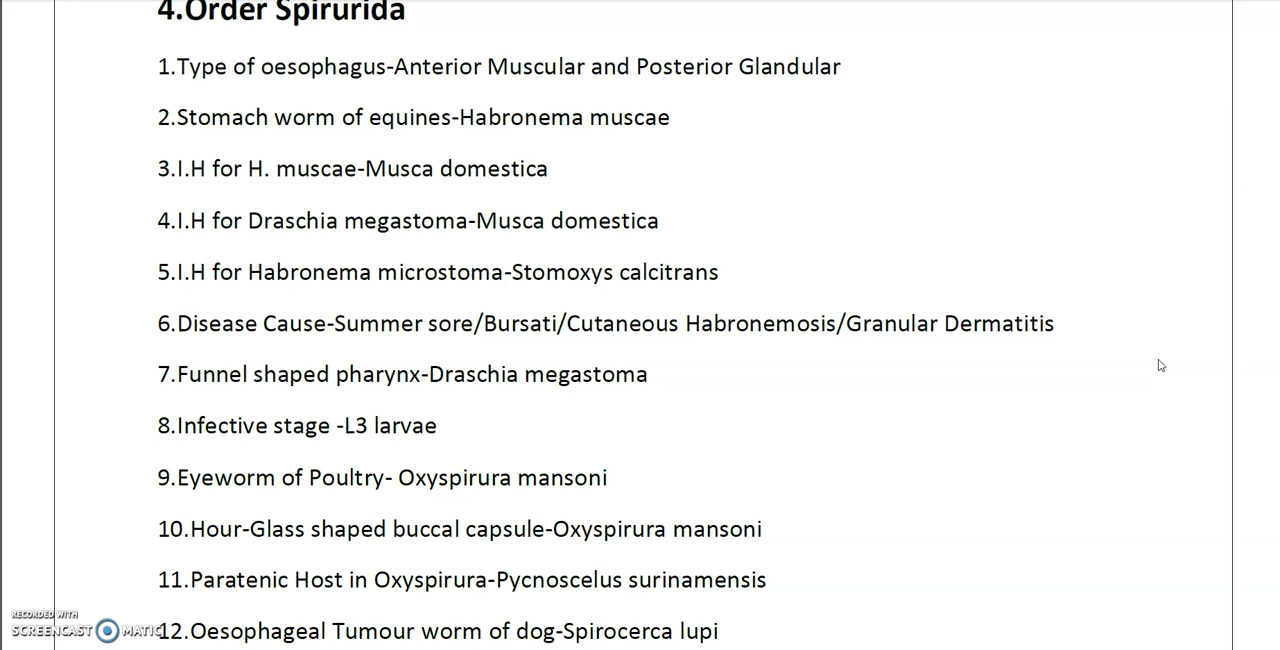 4.Order Spirurida
1.Type of oesophagus-Anterior Muscular and Posterior Glandular
2.Stomach worm of equines-Habronema muscae
3.I.H for H. muscae-Musca domestica
4.I.H for Draschia megastoma-Musca domestica
5.I.H for Habronema microstoma-Stomoxys calcitrans
6.Disease Cause-Summer sore/Bursati/Cutaneous Habronemosis/Granular Dermatitis
7.Funnel shaped pharynx-Draschia megastoma
8.Infective stage -L3 larvae
9.Eyeworm of Poultry- Oxyspirura mansoni
10.Hour-Glass shaped buccal capsule-Oxyspirura mansoni
11.Paratenic Host in Oxyspirura-Pycnoscelus surinamensis
12.Oesophageal Tumour worm of dog-Spirocerca lupi
RECORDED WITH
SCREENCAST MATIC